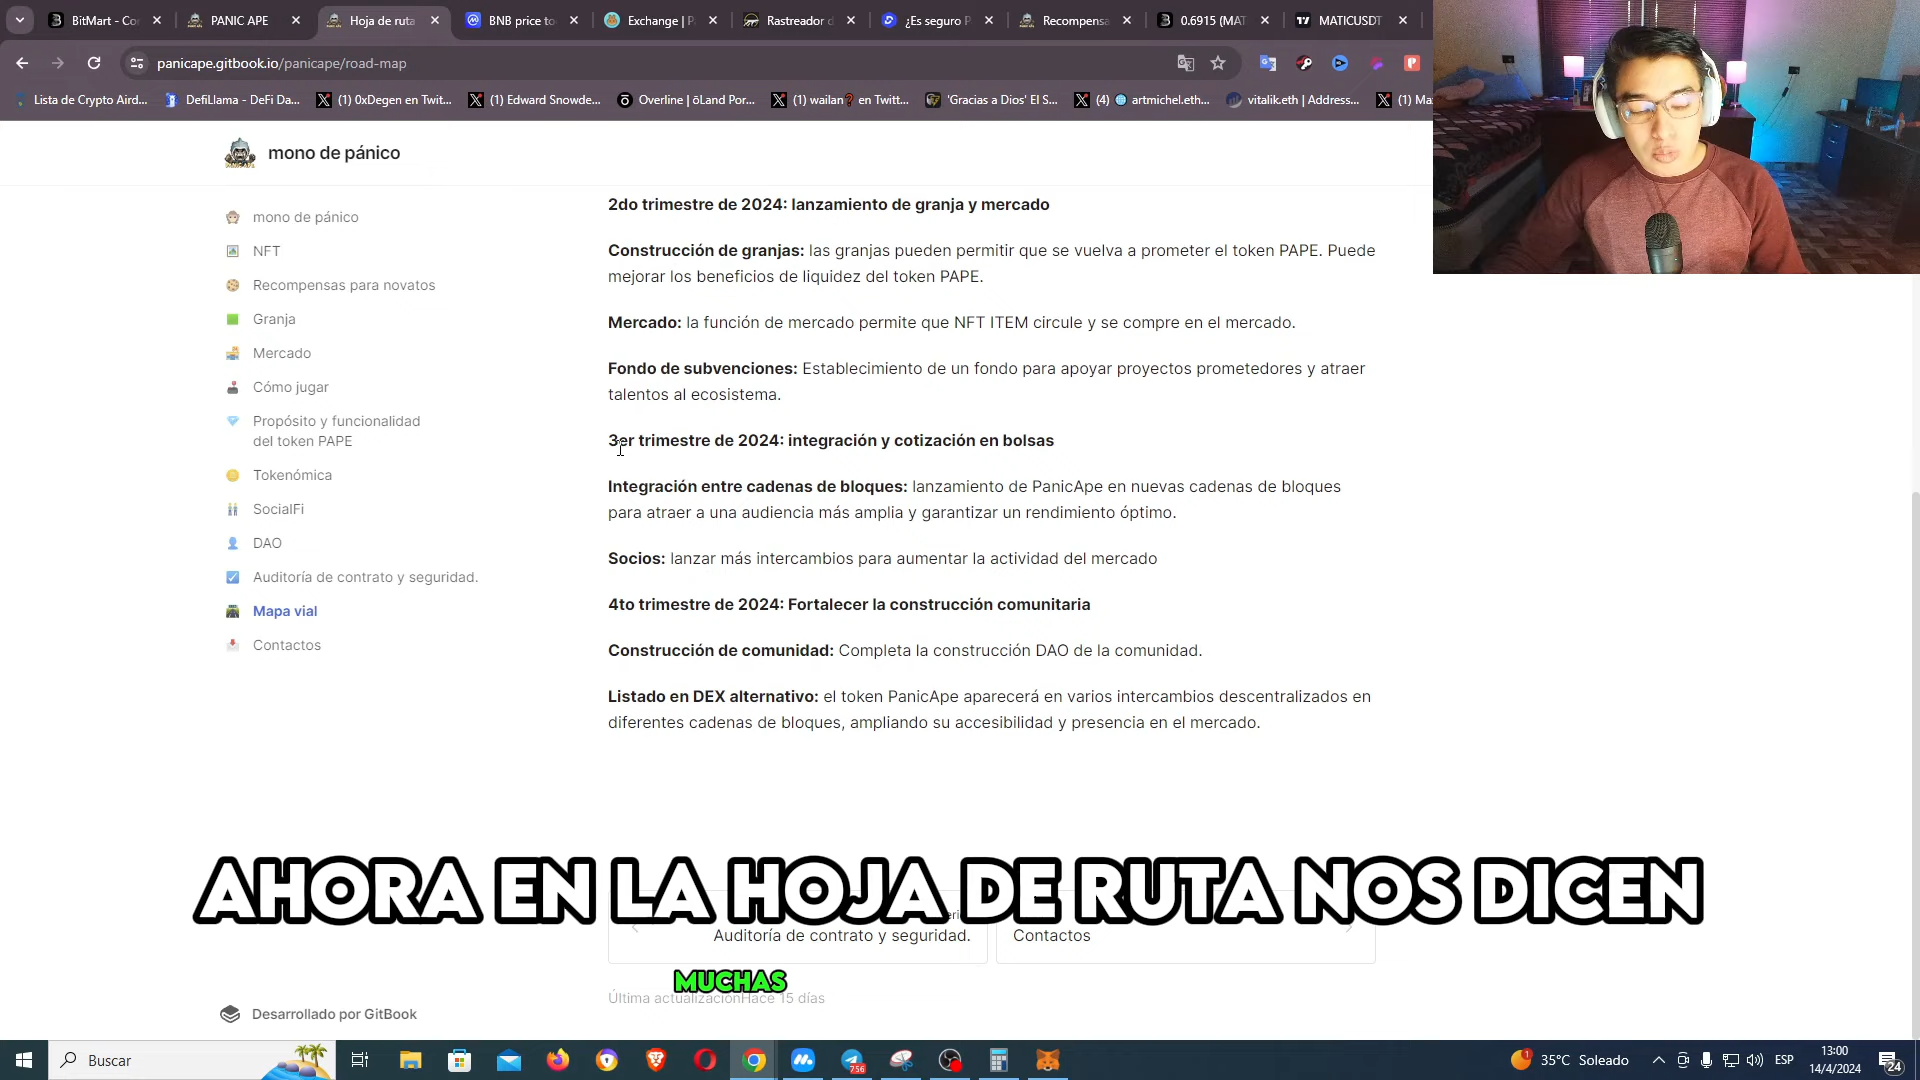 BitMart - Co
PANIC APE
Hoja de ruta
BNB price to
Exchange | P
Rastreador d
¿Es seguro P
Recompensa
0.6915 (MAT
MATICUSDT
panicape.gitbook.io/panicape/road-map
Lista de Crypto Aird...
DefiLlama - DeFi Da...
(1) 0xDegen en Twit...
(1) Edward Snowde...
Overline | ōLand Por...
(1) wailan❓ en Twitt...
'Gracias a Dios' El S...
(4) 🌐 artmichel.eth...
vitalik.eth | Address...
(1) Ma
mono de pánico
mono de pánico
NFT
Recompensas para novatos
Granja
Mercado
Cómo jugar
Propósito y funcionalidad
del token PAPE
Tokenómica
SocialFi
DAO
Auditoría de contrato y seguridad.
Mapa vial
Contactos
2do trimestre de 2024: lanzamiento de granja y mercado
Construcción de granjas: las granjas pueden permitir que se vuelva a prometer el token PAPE. Puede
mejorar los beneficios de liquidez del token PAPE.
Mercado: la función de mercado permite que NFT ITEM circule y se compre en el mercado.
Fondo de subvenciones: Establecimiento de un fondo para apoyar proyectos prometedores y atraer
talentos al ecosistema.
3er trimestre de 2024: integración y cotización en bolsas
Integración entre cadenas de bloques: lanzamiento de PanicApe en nuevas cadenas de bloques
para atraer a una audiencia más amplia y garantizar un rendimiento óptimo.
Socios: lanzar más intercambios para aumentar la actividad del mercado
4to trimestre de 2024: Fortalecer la construcción comunitaria
Construcción de comunidad: Completa la construcción DAO de la comunidad.
Listado en DEX alternativo: el token PanicApe aparecerá en varios intercambios descentralizados en
diferentes cadenas de bloques, ampliando su accesibilidad y presencia en el mercado.
AHORA EN LA HOJA DE RUTA NOS DICEN
Auditoría de contrato y seguridad.
Contactos
MUCHAS
Última actualizaciónHace 15 días
Desarrollado por GitBook
Buscar
756
35°C Soleado
ESP
13:00
14/4/2024
24